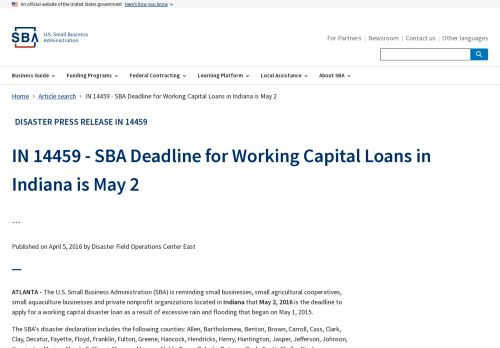 An official website of the United States government Here's how you know
SBA U.S. Small Business
Administration
For Partners Newsroom Contact us Other languages
Business Guide Funding Programs Federal Contracting Learning Platform Local Assistance About SBA
Home Article search IN 14459 - SBA Deadline for Working Capital Loans in Indiana is May 2
DISASTER PRESS RELEASE IN 14459
IN 14459 - SBA Deadline for Working Capital Loans in
Indiana is May 2
...
Published on April 5, 2016 by Disaster Field Operations Center East
ATLANTA - The U.S. Small Business Administration (SBA) is reminding small businesses, small agricultural cooperatives,
small aquaculture businesses and private nonprofit organizations located in Indiana that May 2, 2016 is the deadline to
apply for a working capital disaster loan as a result of excessive rain and flooding that began on May 1, 2015.
The SBA's disaster declaration includes the following counties: Allen, Bartholomew, Benton, Brown, Carroll, Cass, Clark,
Clay, Decatur, Fayette, Floyd, Franklin, Fulton, Greene, Hancock, Hendricks, Henry, Huntington, Jasper, Jefferson, Johnson,